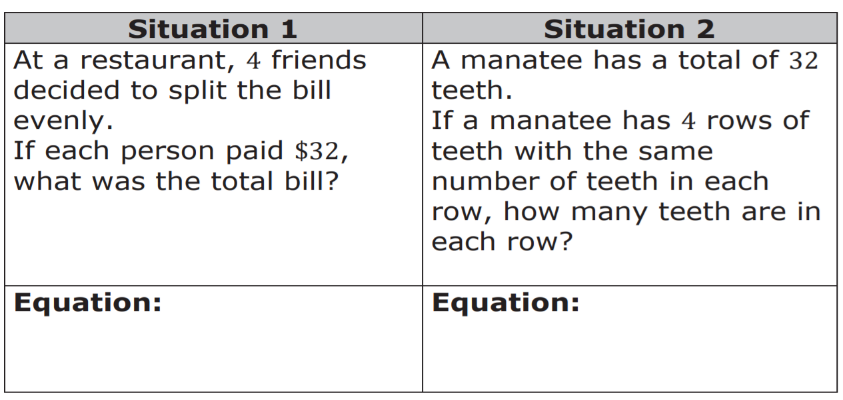 Situation 1
At a restaurant, 4 friends
decided to split the bill
evenly.
If each person paid $32,
what was the total bill?
Equation:
Situation 2
A manatee has a total of 32
teeth.
If a manatee has 4 rows of
teeth with the same
number of teeth in each
row, how many teeth are in
each row?
Equation: